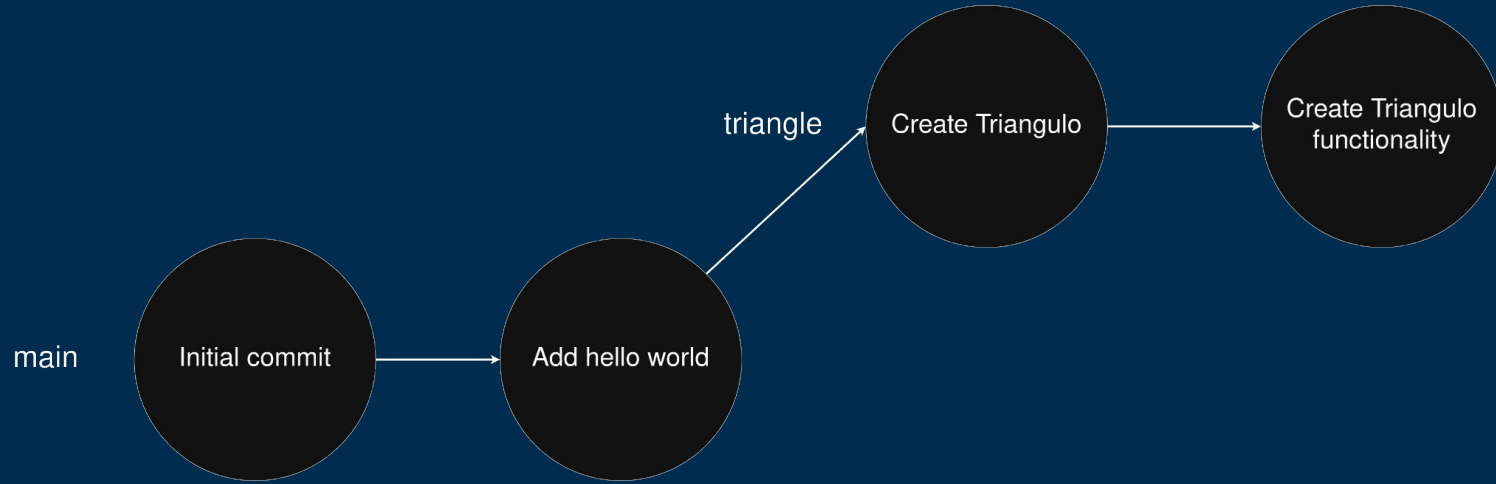 triangle
Create Triangulo
Create Triangulo
functionality
main
Initial commit
Add hello world